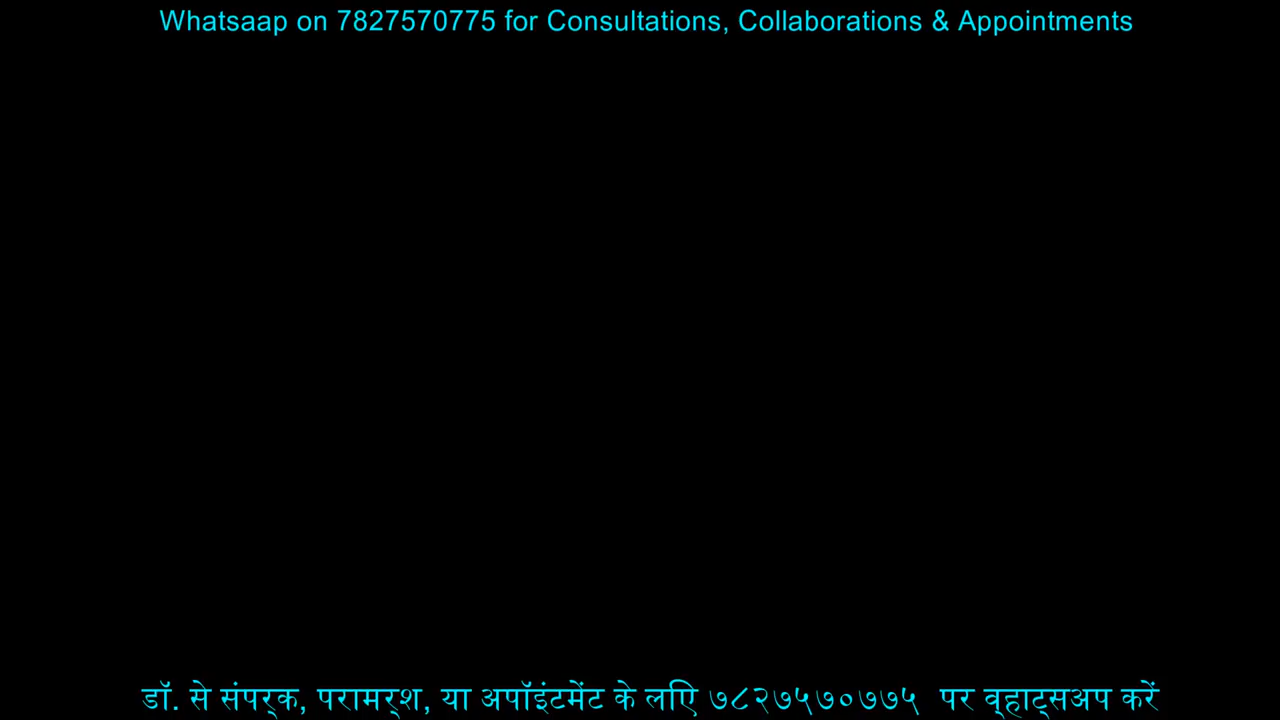 Whatsaap on 7827570775 for Consultations, Collaborations & Appointments
डॉ. से संपर्क, परामर्श, या अपॉइंटमेंट के लिए ७८२७५७०७७५ पर व्हाट्सअप करें